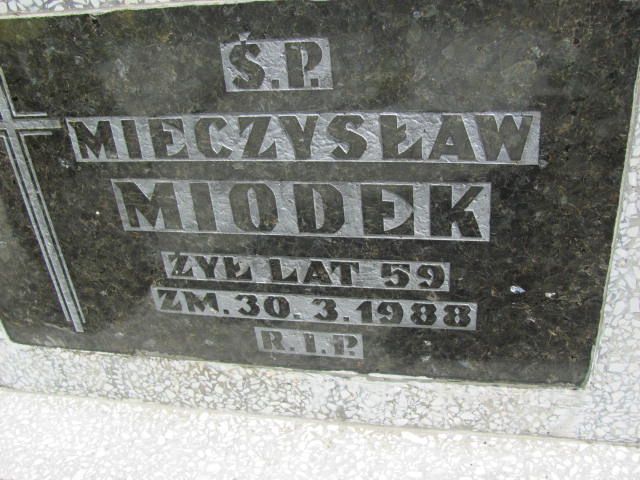 Ś.P.
MIECZYSŁAW
MIODEK
ŻYŁ LAT 59
ZM. 30. 3. 1988
R.I.P.